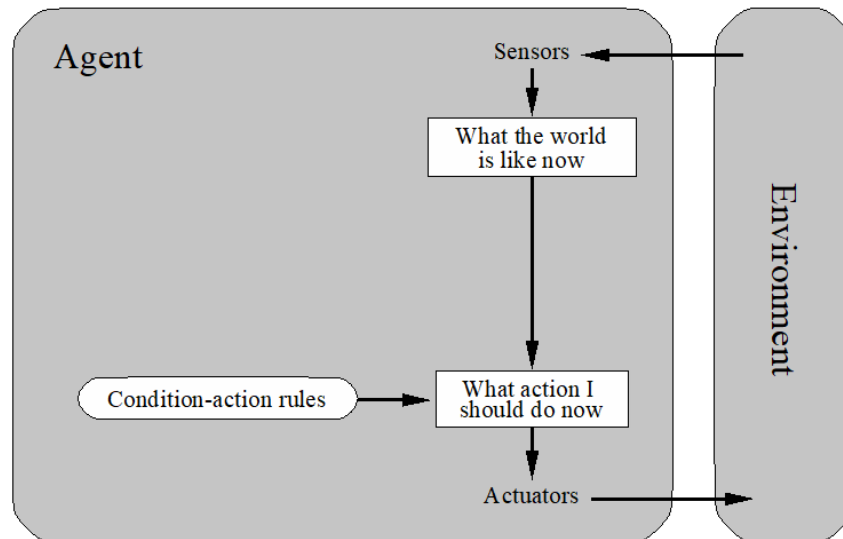 Agent
Sensors
What the world
is like now
Environment
Condition-action rules
What action I
should do now
Actuators